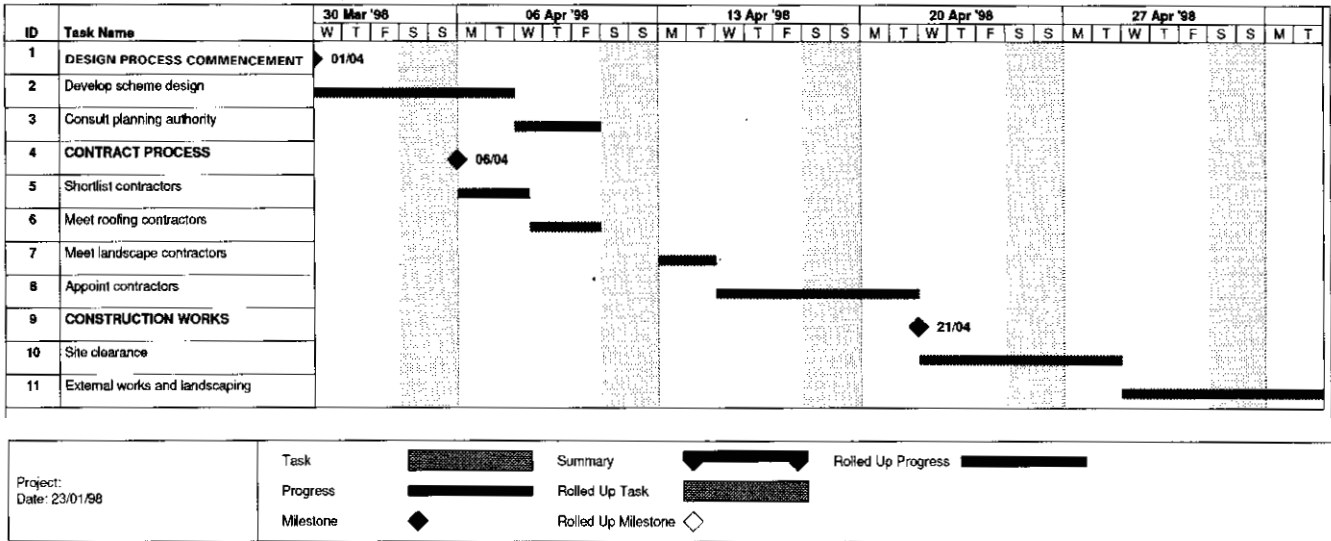 30 Mar '98 06 Apr '98 13 Apr '98 20 Apr '98 27 Apr '98
ID Task Name W T F S S M T W T F S S M T W T F S S M T W T F S S M T W T F S S M T
1 DESIGN PROCESS COMMENCEMENT 01/04
2 Develop scheme design
3 Consult planning authority
4 CONTRACT PROCESS 06/04
5 Shortlist contractors
6 Meet roofing contractors
7 Meet landscape contractors
8 Appoint contractors
9 CONSTRUCTION WORKS 21/04
10 Site clearance
11 External works and landscaping
Project:
Date: 23/01/98
Task Summary Rolled Up Progress
Progress Rolled Up Task
Milestone Rolled Up Milestone